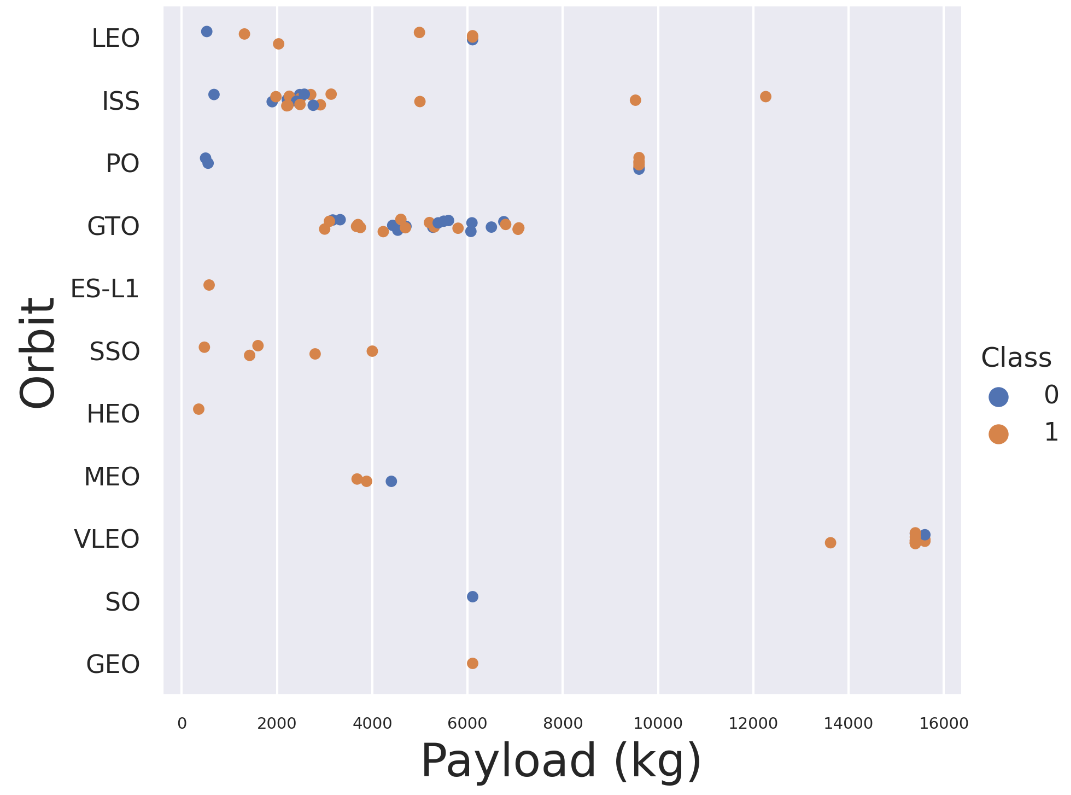 LEO
ISS
PO
GTO
ES-L1
SSO
HEO
MEO
VLEO
SO
GEO
Orbit
0 2000 4000 6000 8000 10000 12000 14000 16000
Payload (kg)
Class
0
1